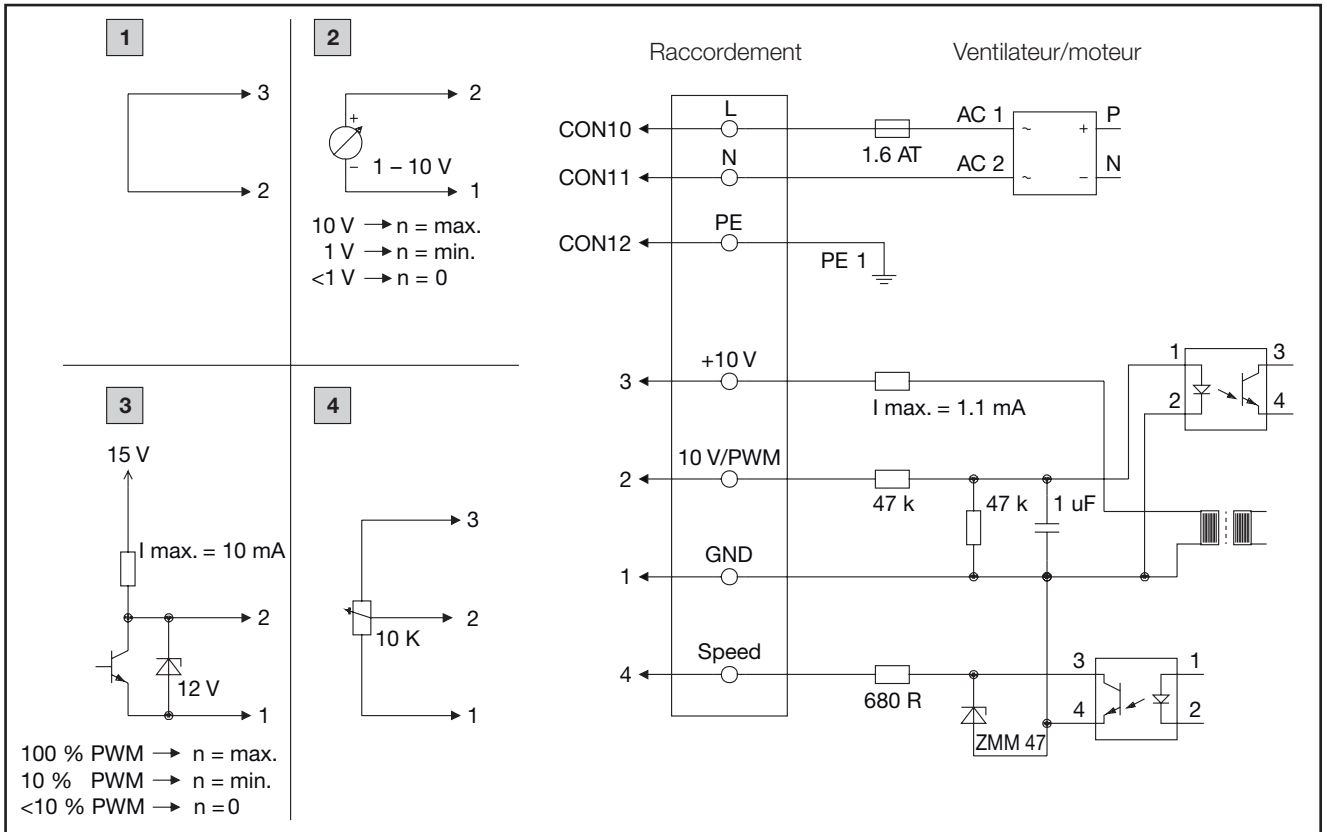 1
3
2
2
2
+
–
1 – 10 V
1
10 V → n = max.
1 V → n = min.
<1 V → n = 0
3
15 V
I max. = 10 mA
2
12 V
1
100 % PWM → n = max.
10 % PWM → n = min.
<10 % PWM → n = 0
4
3
2
10 K
1
Raccordement
Ventilateur/moteur
CON10
L
1.6 AT
AC 1
~
+
P
CON11
N
AC 2
~
–
N
CON12
PE
PE 1
3
+10 V
I max. = 1.1 mA
1
2
3
4
2
10 V/PWM
47 k
47 k
1 uF
1
GND
4
Speed
680 R
ZMM 47
3
4
1
2